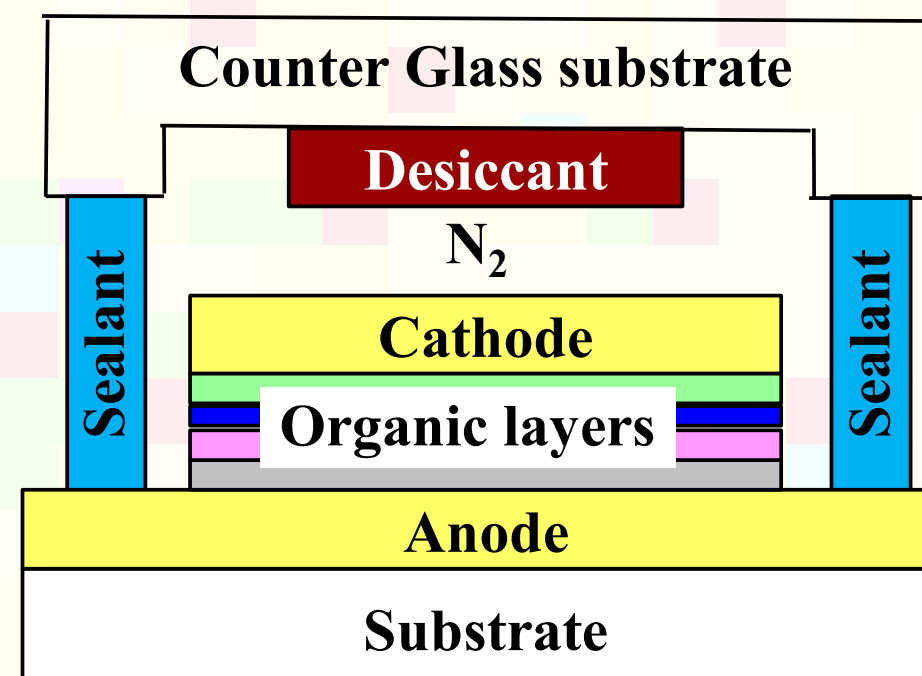 Counter Glass substrate
Desiccant
N₂
Sealant
Sealant
Cathode
Organic layers
Anode
Substrate